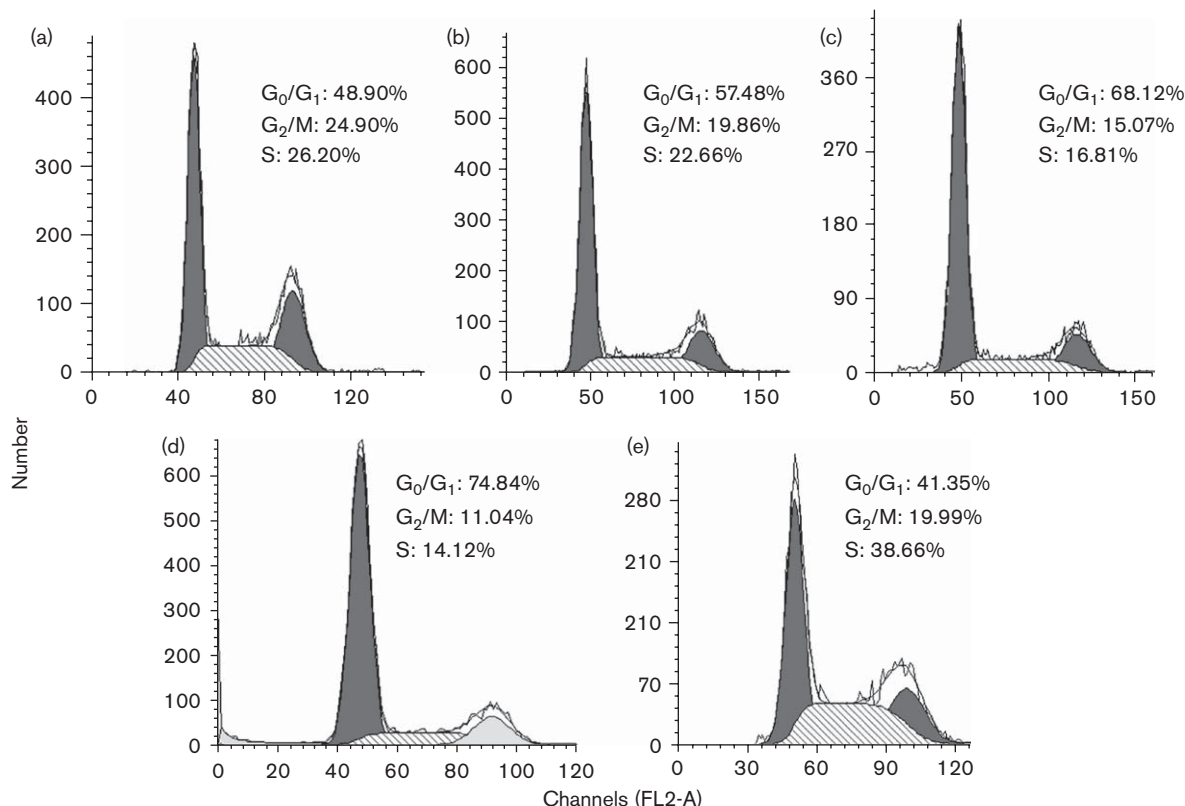 (a)
G₀/G₁: 48.90%
G₂/M: 24.90%
S: 26.20%
400
300
200
100
0
0 40 80 120
(b)
G₀/G₁: 57.48%
G₂/M: 19.86%
S: 22.66%
600
500
400
300
200
100
0
0 50 100 150
(c)
G₀/G₁: 68.12%
G₂/M: 15.07%
S: 16.81%
360
270
180
90
0
0 50 100 150
(d)
G₀/G₁: 74.84%
G₂/M: 11.04%
S: 14.12%
600
500
400
300
200
100
0
0 20 40 60 80 100 120
(e)
G₀/G₁: 41.35%
G₂/M: 19.99%
S: 38.66%
280
210
210
70
0
0 30 60 90 120
Number
Channels (FL2-A)